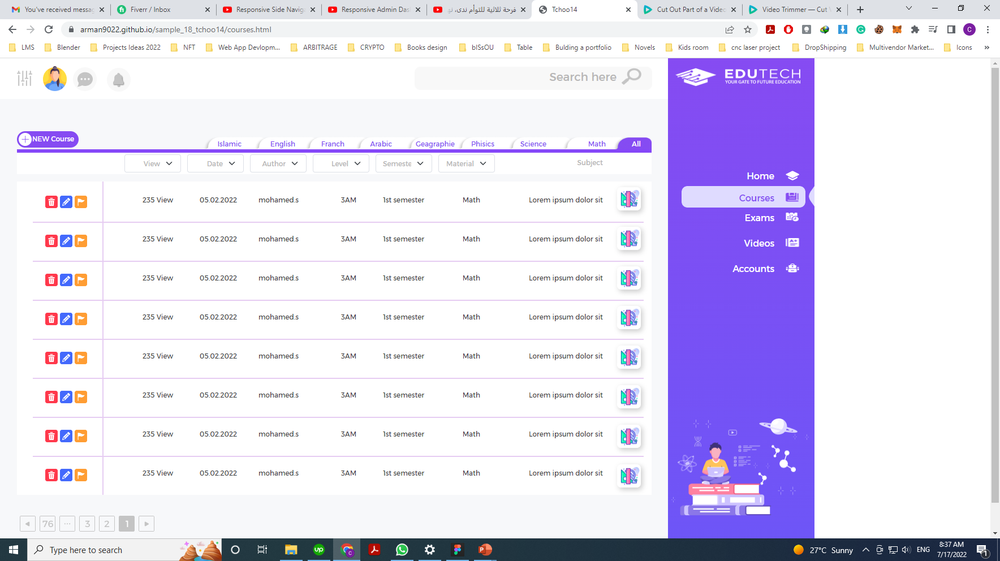 You've received messag
Fiverr / Inbox
Responsive Side Naviga
Responsive Admin Das
Tchoo14
Cut Out Part of a Video
Video Trimmer — Cut
arman9022.github.io/sample_18_tchoo14/courses.html
C
LMS
Blender
Projects Ideas 2022
NFT
Web App Devlopm...
ARBITRAGE
CRYPTO
Books design
bISsOU
Table
Bulding a portfolio
Novels
Kids room
cnc laser project
DropShipping
Multivendor Market...
Icons
»
Search here
EDUTECH
YOUR GATE TO FUTURE EDUCATION
NEW Course
Islamic English Franch Arabic Geagraphie Phisics Science Math All
View Date Author Level Semeste Material Subject
235 View 05.02.2022 mohamed.s 3AM 1st semester Math Lorem ipsum dolor sit
235 View 05.02.2022 mohamed.s 3AM 1st semester Math Lorem ipsum dolor sit
235 View 05.02.2022 mohamed.s 3AM 1st semester Math Lorem ipsum dolor sit
235 View 05.02.2022 mohamed.s 3AM 1st semester Math Lorem ipsum dolor sit
235 View 05.02.2022 mohamed.s 3AM 1st semester Math Lorem ipsum dolor sit
235 View 05.02.2022 mohamed.s 3AM 1st semester Math Lorem ipsum dolor sit
235 View 05.02.2022 mohamed.s 3AM 1st semester Math Lorem ipsum dolor sit
235 View 05.02.2022 mohamed.s 3AM 1st semester Math Lorem ipsum dolor sit
Home
Courses
Exams
Videos
Accounts
76 ... 3 2 1
Type here to search
up
C
P
27°C Sunny
ENG
8:37 AM
7/17/2022
1